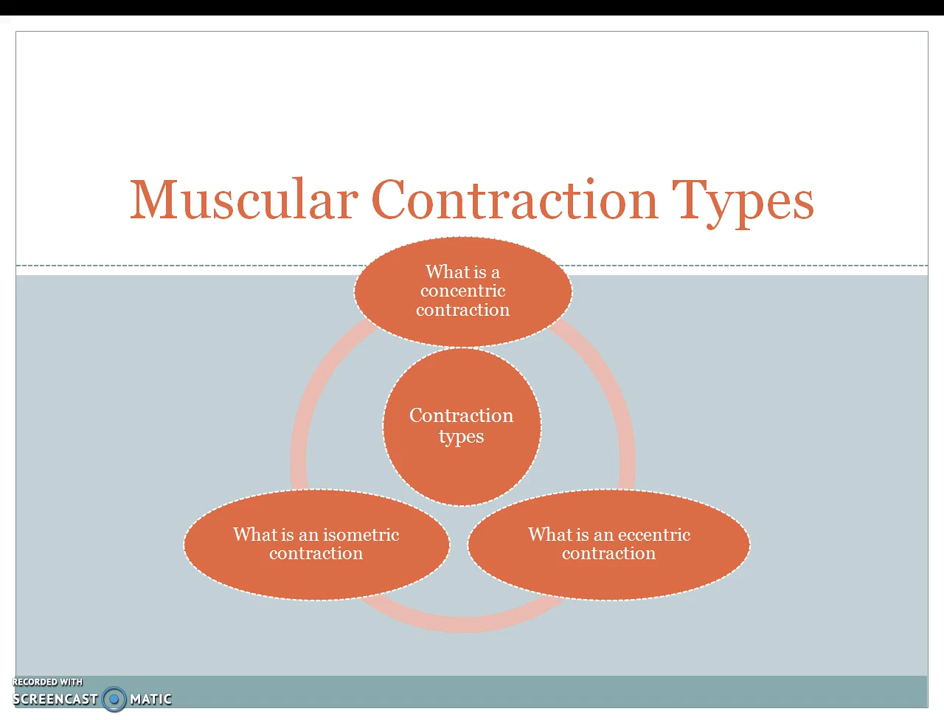 Muscular Contraction Types
What is a
concentric
contraction
Contraction
types
What is an isometric
contraction
What is an eccentric
contraction
RECORDED WITH
SCREENCAST MATIC